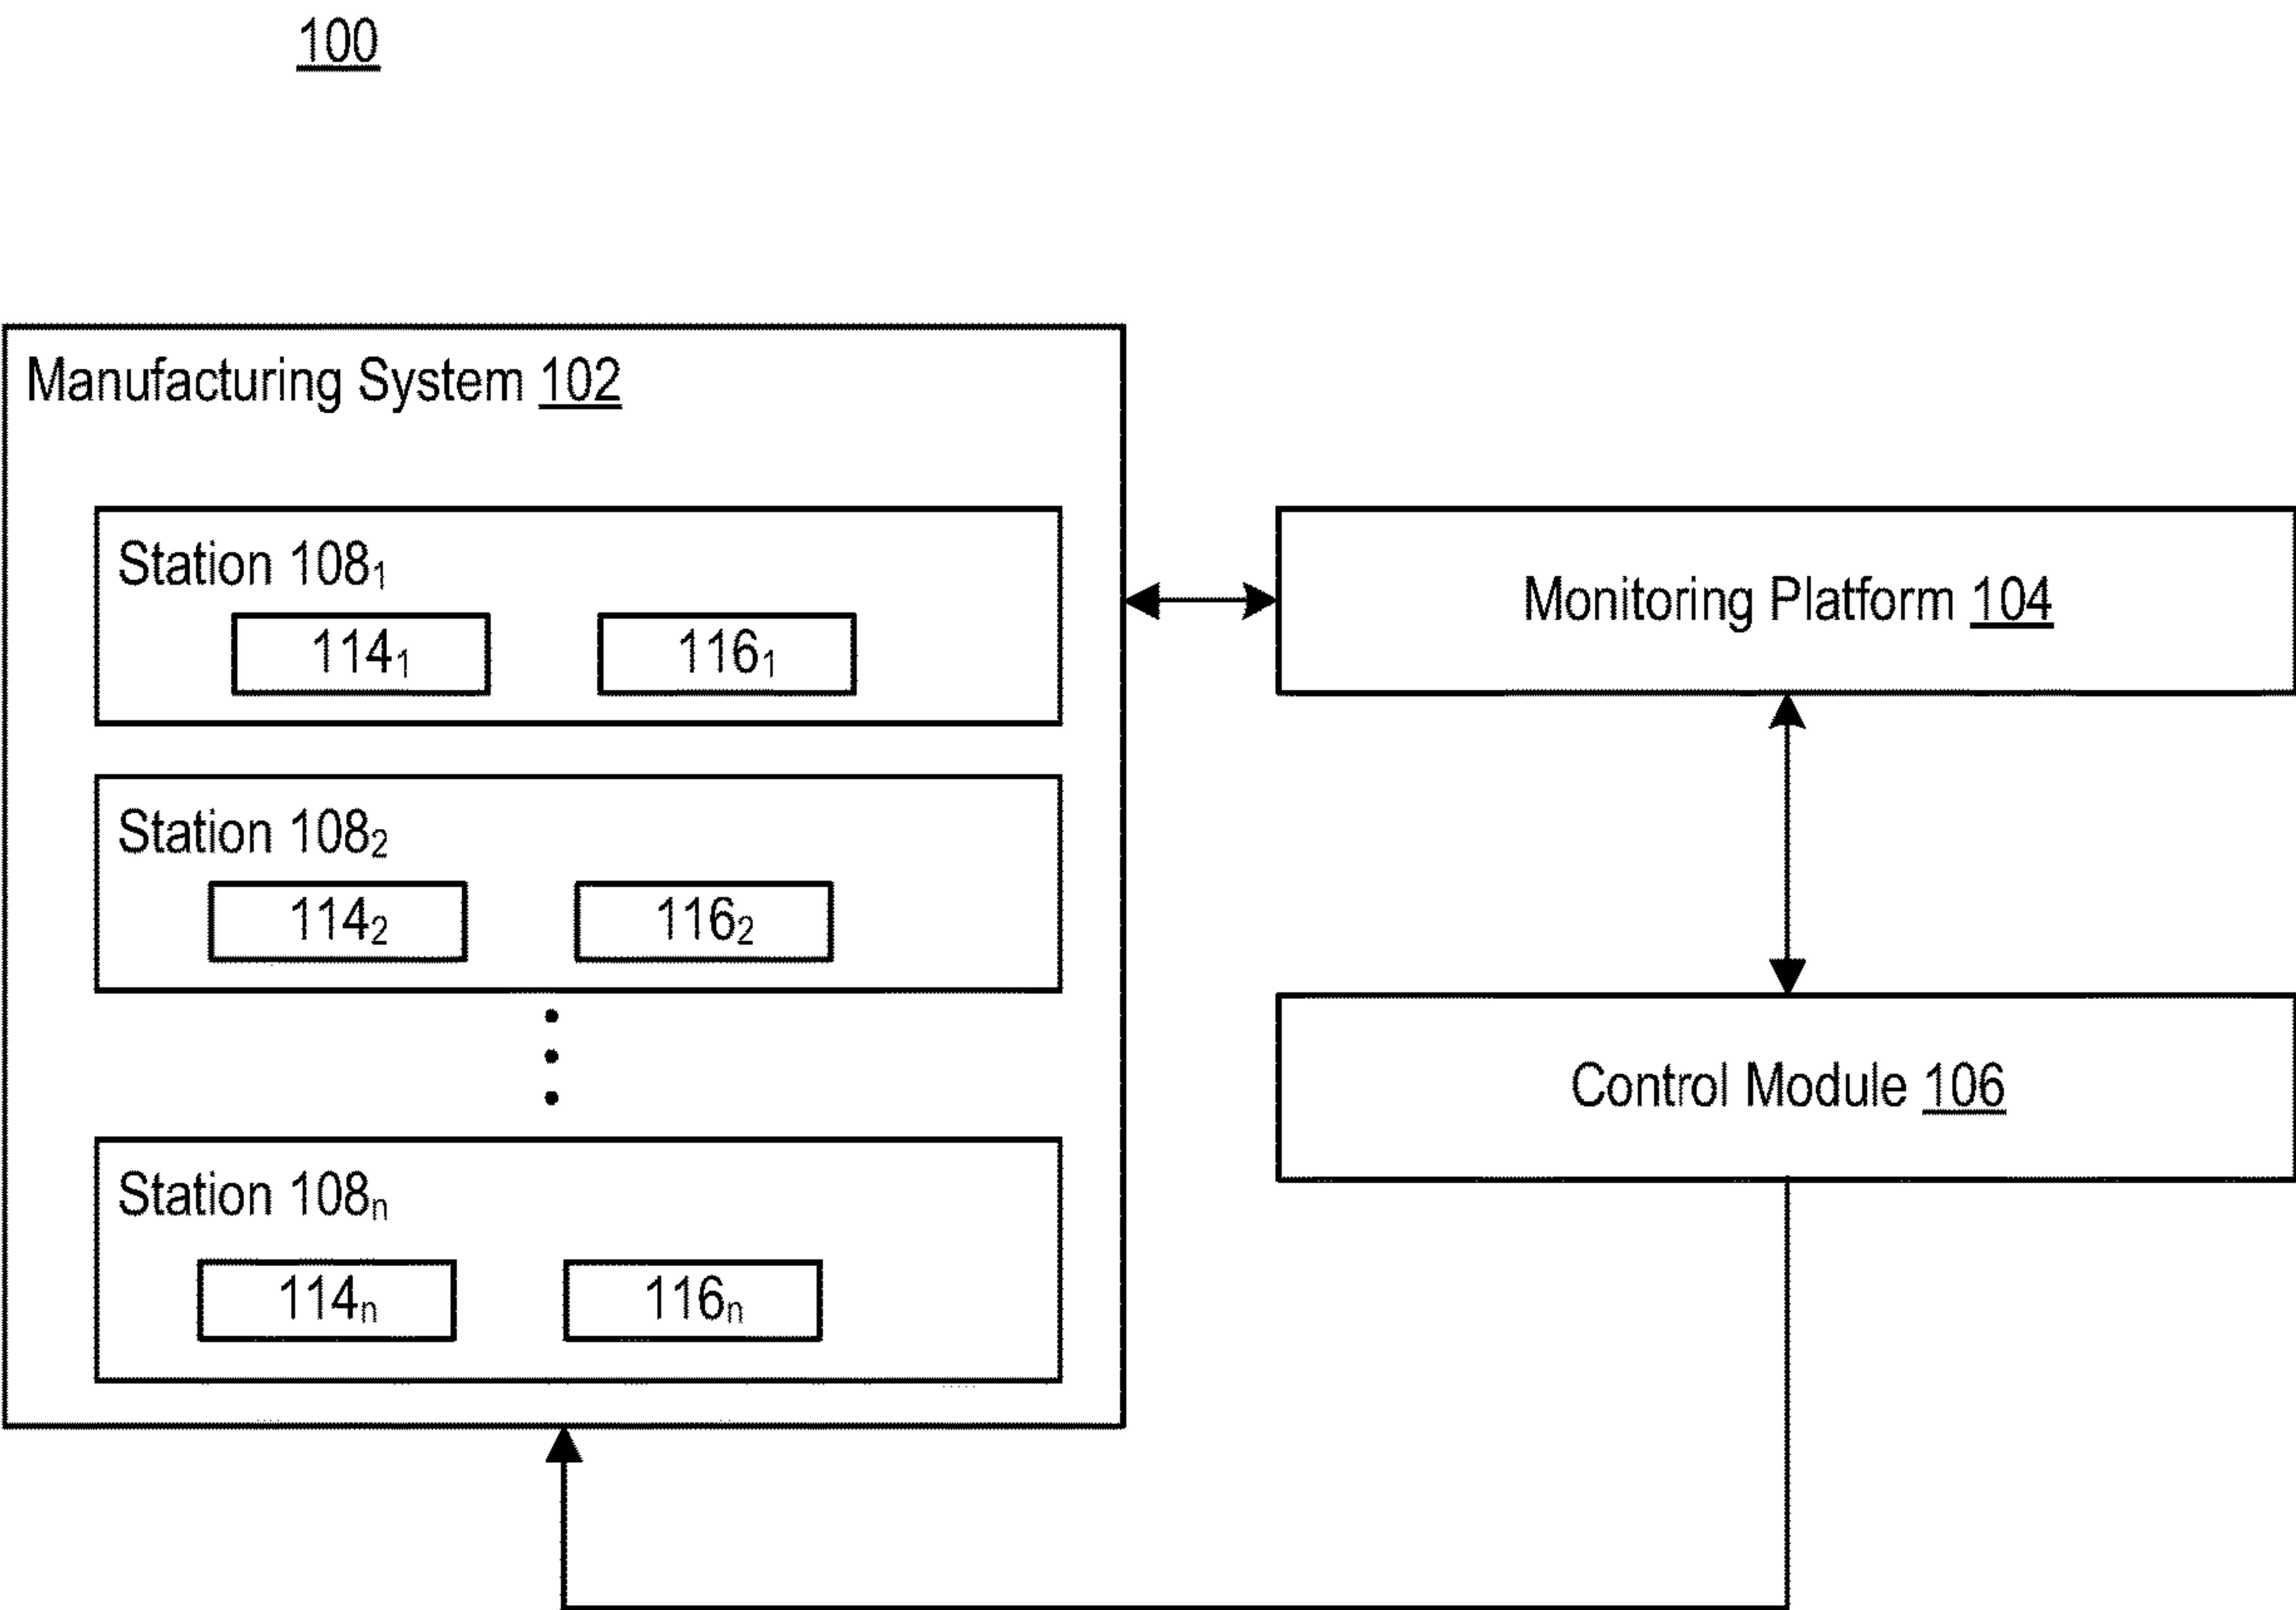 100
Manufacturing System 102
Station 108₁
114₁ 116₁
Monitoring Platform 104
Station 108₂
114₂ 116₂
Control Module 106
Station 108ₙ
114ₙ 116ₙ